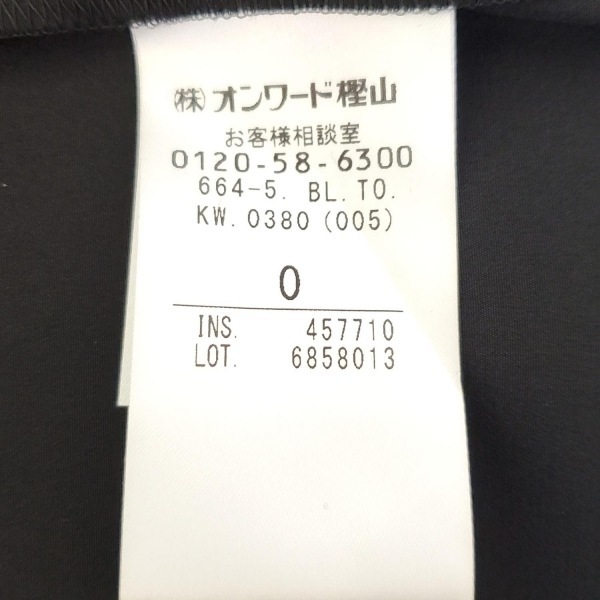 ㈱オンワード樫山
お客様相談室
0120-58-6300
664-5. BL.TO.
KW.0380(005)
0
INS. 457710
LOT. 6858013